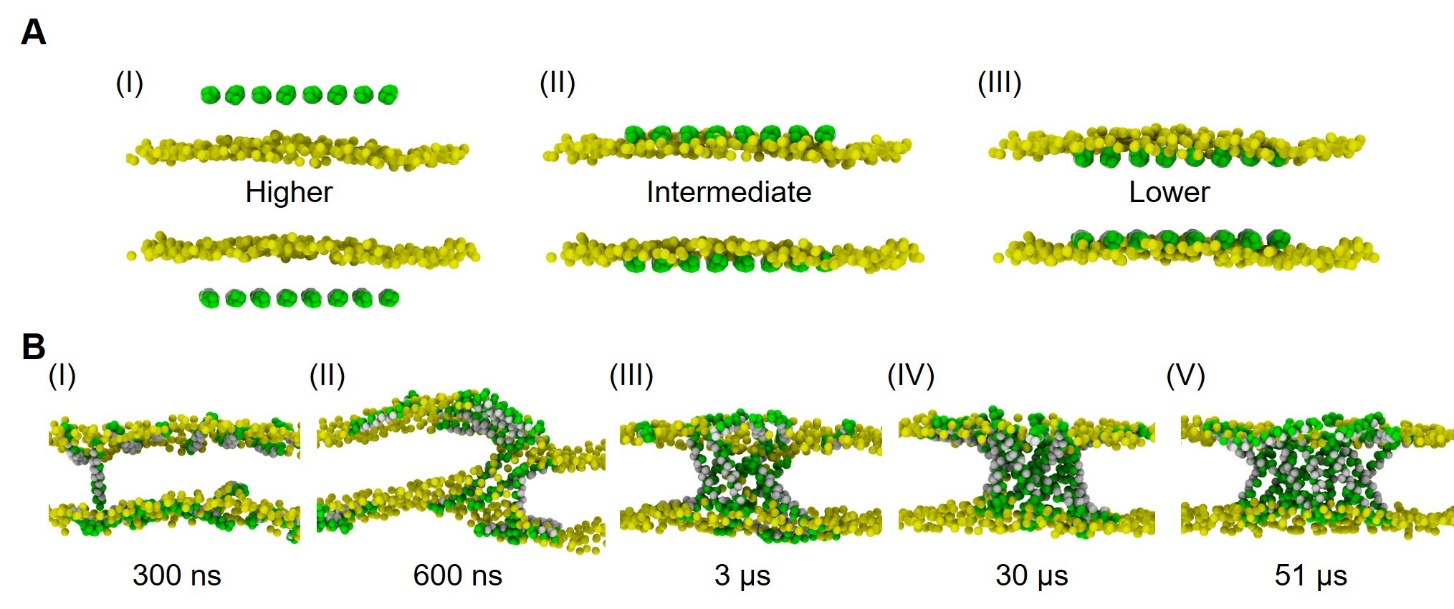 A
(I) (II) (III)
Higher Intermediate Lower
B
(I) (II) (III) (IV) (V)
300 ns 600 ns 3 µs 30 µs 51 µs